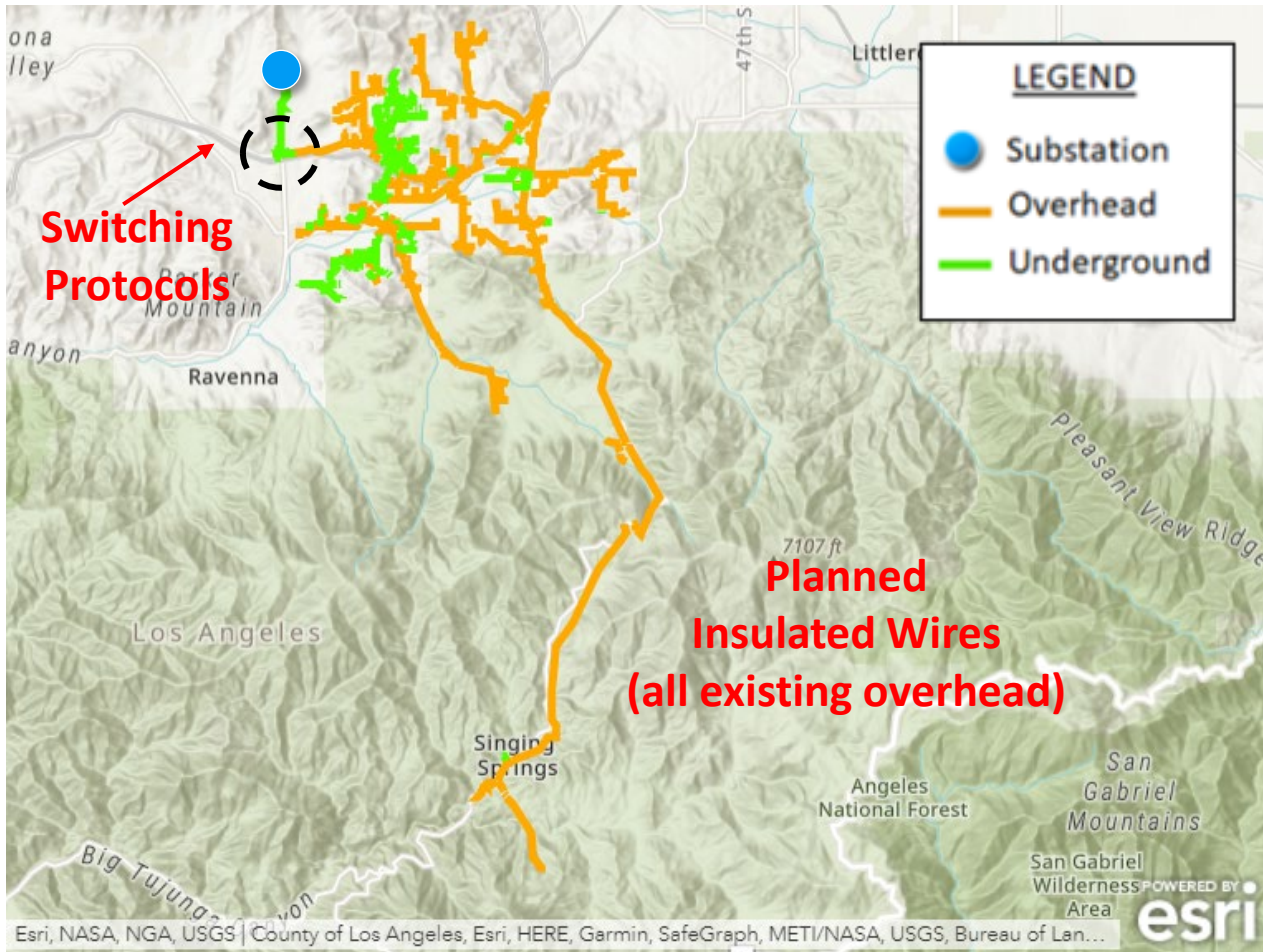 ona
lley
47th S
Littler
LEGEND
Substation
Overhead
Underground
Switching
Protocols
Parker
Mountain
anyon
Ravenna
Pleasant View Ridge
7107 ft
Planned
Insulated Wires
(all existing overhead)
Los Angeles
Singing
Springs
Angeles
National Forest
San
Gabriel
Mountains
Big Tujunga Canyon
San Gabriel
Wilderness
Area
POWERED BY
esri
Esri, NASA, NGA, USGS | County of Los Angeles, Esri, HERE, Garmin, SafeGraph, METI/NASA, USGS, Bureau of Lan...